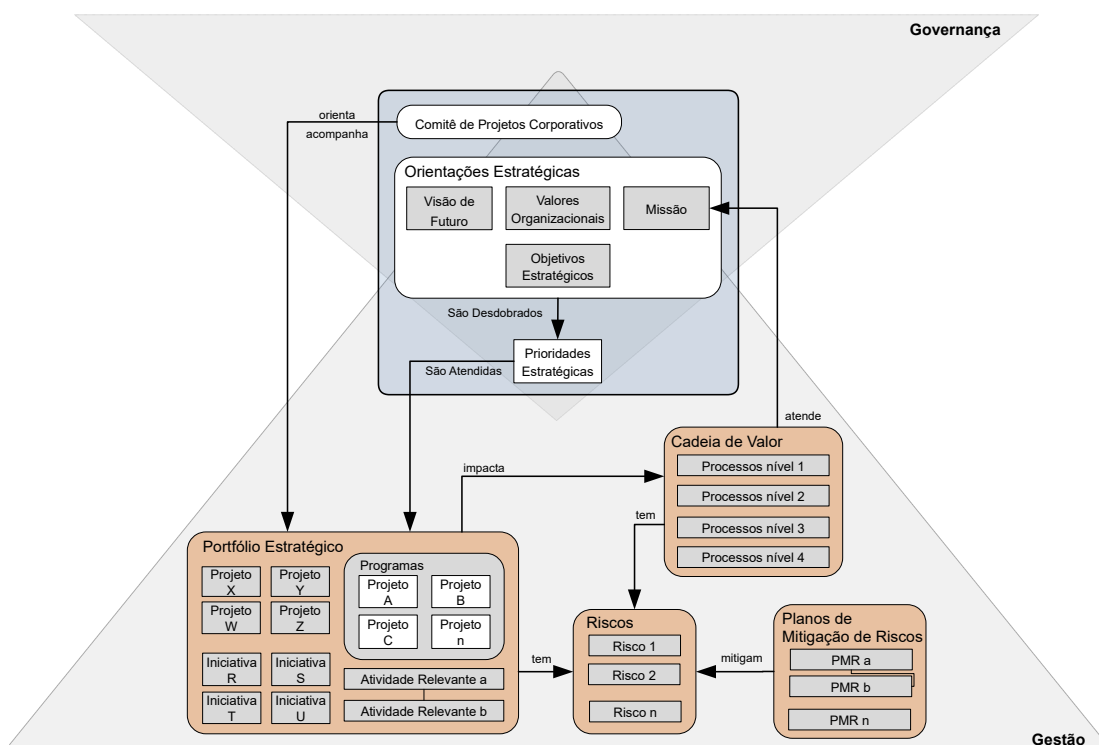 Governança
orienta
acompanha
Comitê de Projetos Corporativos
Orientações Estratégicas
Visão de
Futuro
Valores
Organizacionais
Missão
Objetivos
Estratégicos
São Desdobrados
Prioridades
Estratégicas
São Atendidas
atende
Cadeia de Valor
Processos nível 1
Processos nível 2
Processos nível 3
Processos nível 4
impacta
tem
Portfólio Estratégico
Projeto
X
Projeto
Y
Projeto
W
Projeto
Z
Iniciativa
R
Iniciativa
S
Iniciativa
T
Iniciativa
U
Programas
Projeto
A
Projeto
B
Projeto
C
Projeto
n
Atividade Relevante a
Atividade Relevante b
tem
Riscos
Risco 1
Risco 2
Risco n
mitigam
Planos de
Mitigação de Riscos
PMR a
PMR b
PMR n
Gestão